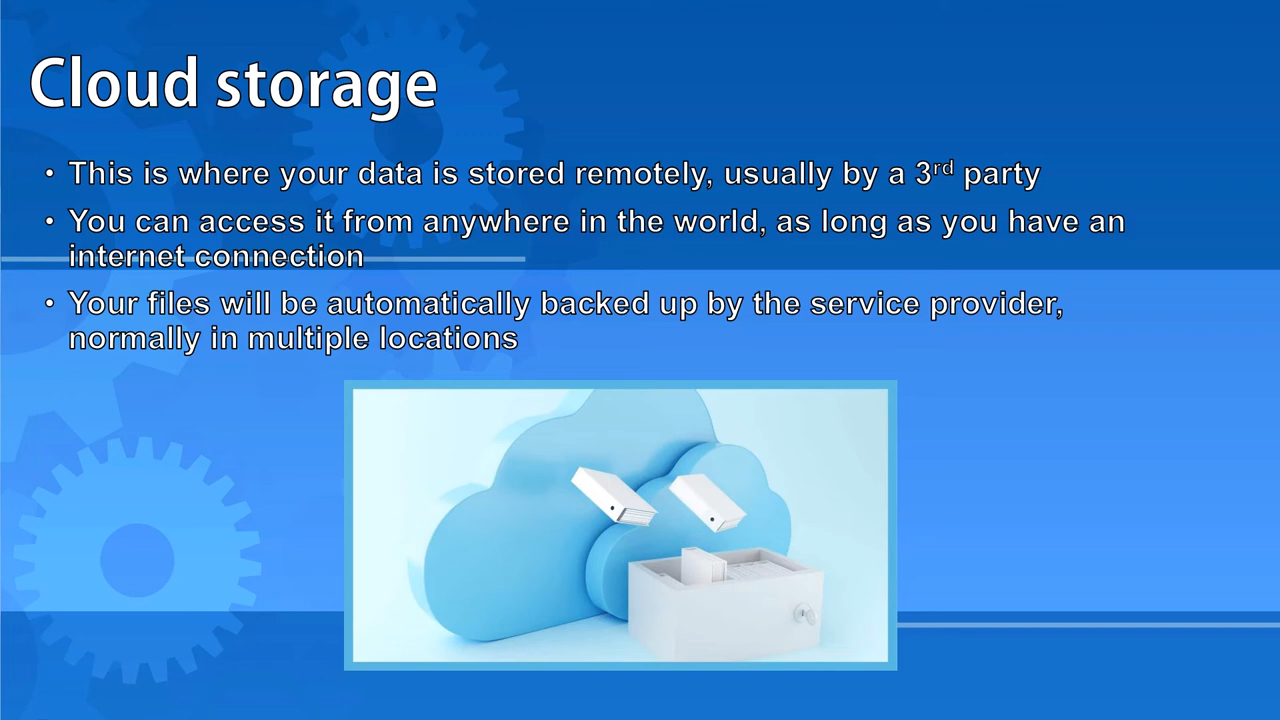 Cloud storage
• This is where your data is stored remotely, usually by a 3rd party
• You can access it from anywhere in the world, as long as you have an
internet connection
• Your files will be automatically backed up by the service provider,
normally in multiple locations